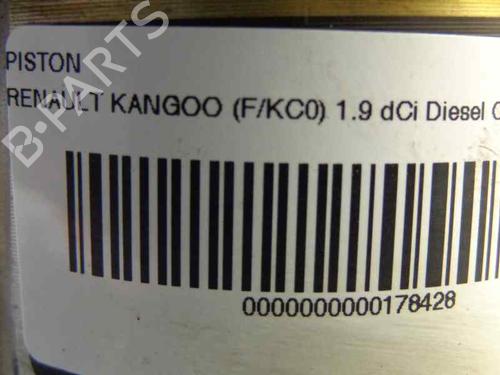 PISTON
RENAULT KANGOO (F/KC0) 1.9 dCi Diesel C
0000000000178428
B-PARTS